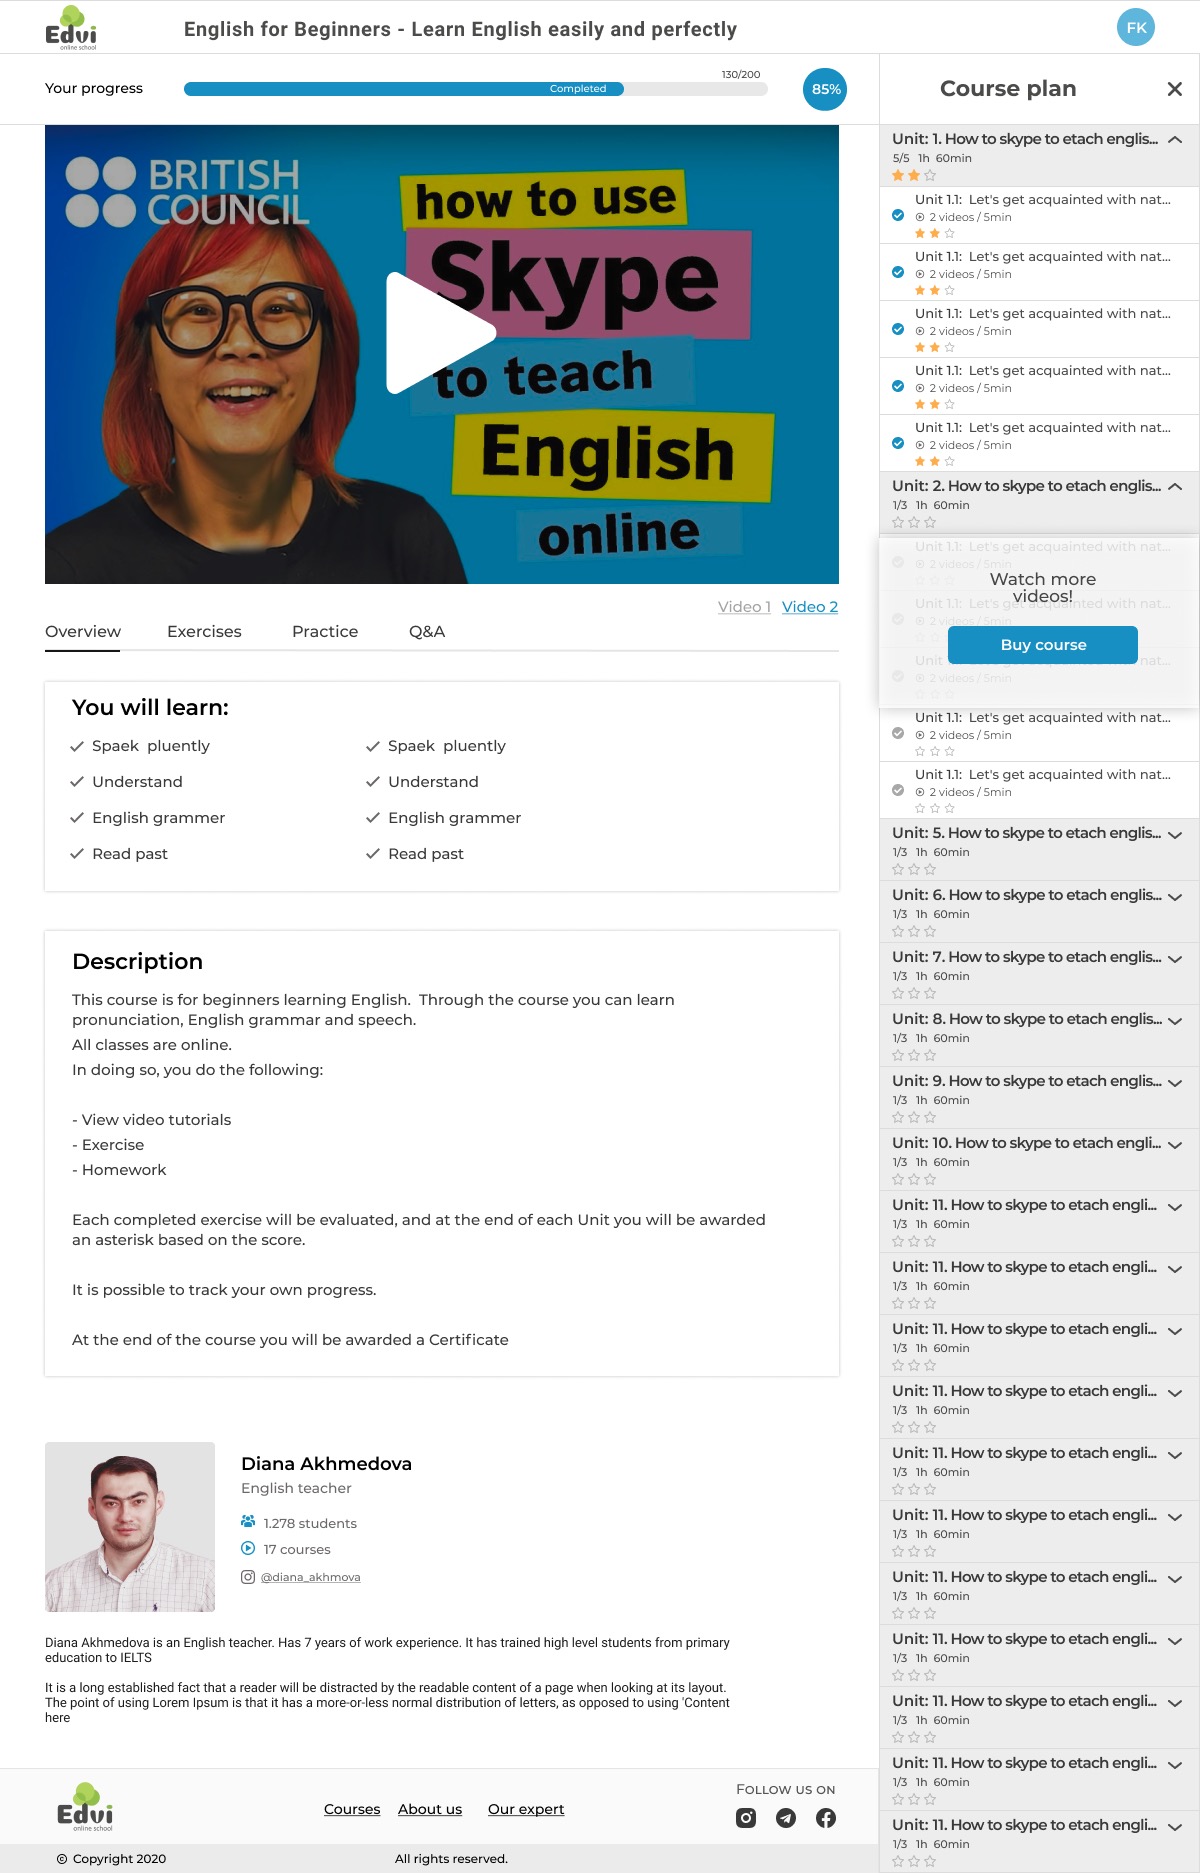 Edvi
online school
English for Beginners - Learn English easily and perfectly
FK
Your progress
130/200
Completed
85%
BRITISH
COUNCIL
how to use
Skype
to teach
English
online
Video 1 Video 2
Overview Exercises Practice Q&A
You will learn:
Spaek pluently Spaek pluently
Understand Understand
English grammer English grammer
Read past Read past
Description
This course is for beginners learning English. Through the course you can learn
pronunciation, English grammar and speech.
All classes are online.
In doing so, you do the following:
- View video tutorials
- Exercise
- Homework
Each completed exercise will be evaluated, and at the end of each Unit you will be awarded
an asterisk based on the score.
It is possible to track your own progress.
At the end of the course you will be awarded a Certificate
Diana Akhmedova
English teacher
1.278 students
17 courses
@diana_akhmova
Diana Akhmedova is an English teacher. Has 7 years of work experience. It has trained high level students from primary
education to IELTS
It is a long established fact that a reader will be distracted by the readable content of a page when looking at its layout.
The point of using Lorem Ipsum is that it has a more-or-less normal distribution of letters, as opposed to using 'Content
here
Course plan
Unit: 1. How to skype to etach englis...
5/5 1h 60min
Unit 1.1: Let's get acquainted with nat...
2 videos / 5min
Unit 1.1: Let's get acquainted with nat...
2 videos / 5min
Unit 1.1: Let's get acquainted with nat...
2 videos / 5min
Unit 1.1: Let's get acquainted with nat...
2 videos / 5min
Unit 1.1: Let's get acquainted with nat...
2 videos / 5min
Unit: 2. How to skype to etach englis...
1/3 1h 60min
Unit 1.1: Let's get acquainted with nat...
2 videos / 5min
Watch more
videos!
Unit 1.1: Let's get acquainted with nat...
2 videos / 5min
Buy course
Unit nat...
2 videos / 5min
Unit 1.1: Let's get acquainted with nat...
2 videos / 5min
Unit 1.1: Let's get acquainted with nat...
2 videos / 5min
Unit: 5. How to skype to etach englis...
1/3 1h 60min
Unit: 6. How to skype to etach englis...
1/3 1h 60min
Unit: 7. How to skype to etach englis...
1/3 1h 60min
Unit: 8. How to skype to etach englis...
1/3 1h 60min
Unit: 9. How to skype to etach englis...
1/3 1h 60min
Unit: 10. How to skype to etach engli...
1/3 1h 60min
Unit: 11. How to skype to etach engli...
1/3 1h 60min
Unit: 11. How to skype to etach engli...
1/3 1h 60min
Unit: 11. How to skype to etach engli...
1/3 1h 60min
Unit: 11. How to skype to etach engli...
1/3 1h 60min
Unit: 11. How to skype to etach engli...
1/3 1h 60min
Unit: 11. How to skype to etach engli...
1/3 1h 60min
Unit: 11. How to skype to etach engli...
1/3 1h 60min
Unit: 11. How to skype to etach engli...
1/3 1h 60min
Unit: 11. How to skype to etach engli...
1/3 1h 60min
Unit: 11. How to skype to etach engli...
1/3 1h 60min
Unit: 11. How to skype to etach engli...
1/3 1h 60min
Edvi
online school
Courses About us Our expert
FOLLOW US ON
© Copyright 2020 All rights reserved.